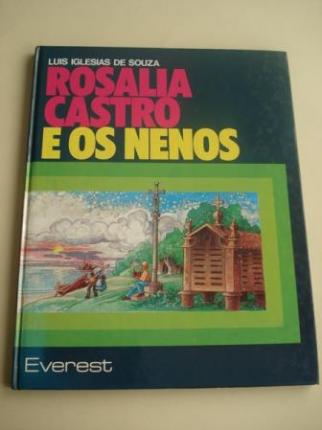 LUIS IGLESIAS DE SOUZA
ROSALIA
CASTRO
E OS NENOS
Everest